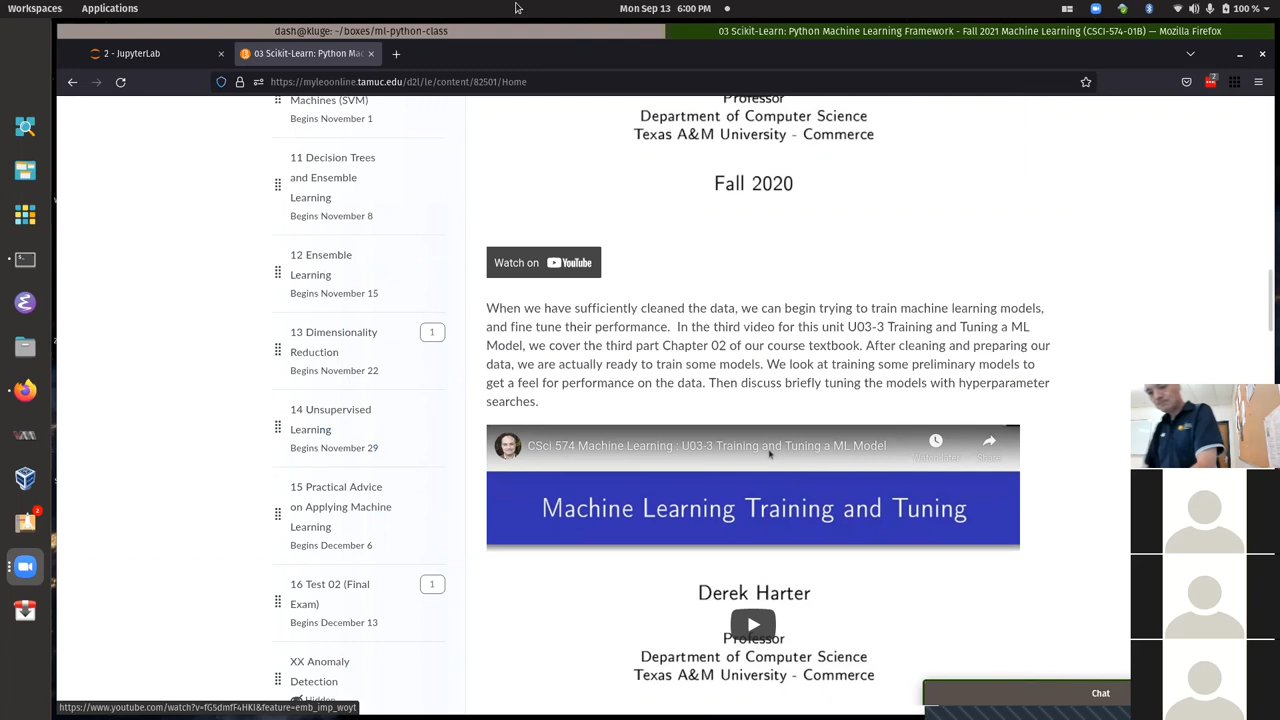 Workspaces
Applications
Mon Sep 13 6:00 PM
100 %
dash@kluge: ~/boxes/ml-python-class
03 Scikit-Learn: Python Machine Learning Framework - Fall 2021 Machine Learning (CSCI-574-01B) — Mozilla Firefox
2 - JupyterLab
03 Scikit-Learn: Python Mac
https://myleoonline.tamuc.edu/d2l/le/content/82501/Home
Machines (SVM)
Begins November 1
11 Decision Trees
and Ensemble
Learning
Begins November 8
12 Ensemble
Learning
Begins November 15
13 Dimensionality
Reduction
1
Begins November 22
14 Unsupervised
Learning
Begins November 29
15 Practical Advice
on Applying Machine
Learning
Begins December 6
16 Test 02 (Final
Exam)
1
Begins December 13
XX Anomaly
Detection
Hidden
Professor
Department of Computer Science
Texas A&M University - Commerce
Fall 2020
Watch on YouTube
When we have sufficiently cleaned the data, we can begin trying to train machine learning models,
and fine tune their performance. In the third video for this unit U03-3 Training and Tuning a ML
Model, we cover the third part Chapter 02 of our course textbook. After cleaning and preparing our
data, we are actually ready to train some models. We look at training some preliminary models to
get a feel for performance on the data. Then discuss briefly tuning the models with hyperparameter
searches.
CSci 574 Machine Learning : U03-3 Training and Tuning a ML Model
Watch later
Share
Machine Learning Training and Tuning
Derek Harter
Professor
Department of Computer Science
Texas A&M University - Commerce
Chat
https://www.youtube.com/watch?v=fG5dmfF4HKI&feature=emb_imp_woyt